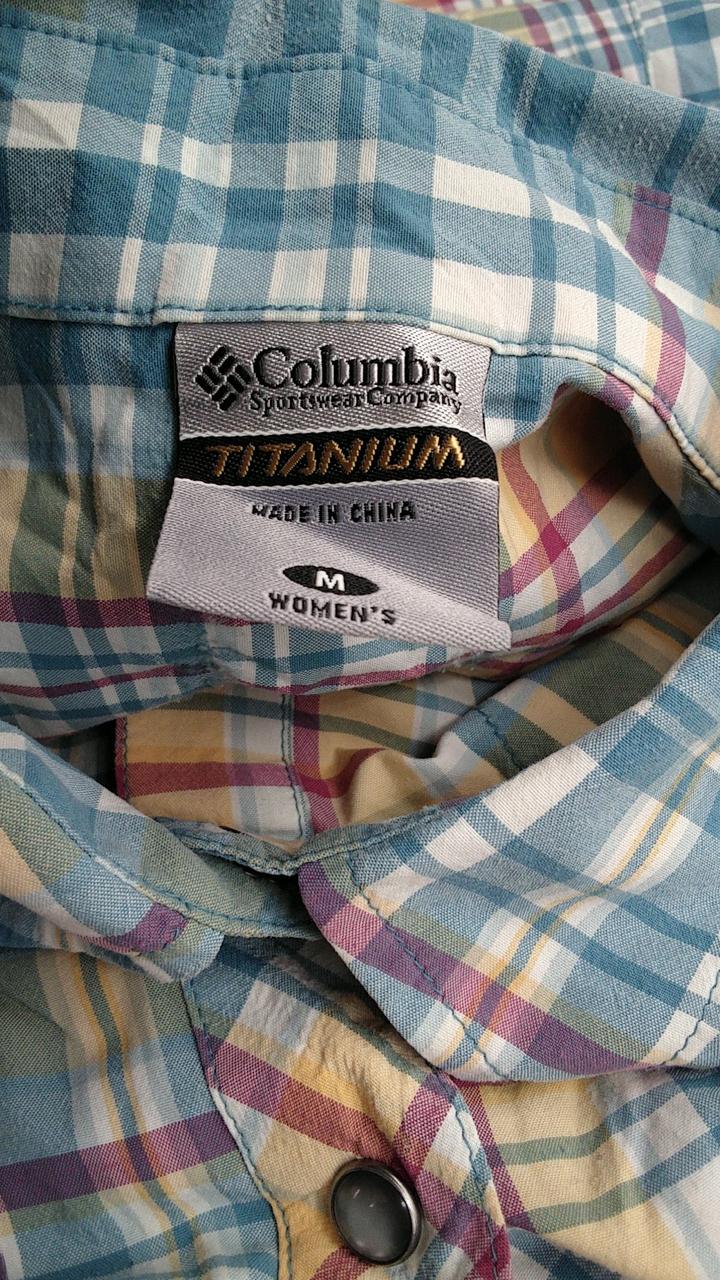 Columbia
Sportswear Company
TITANIUM
MADE IN CHINA
M
WOMEN'S